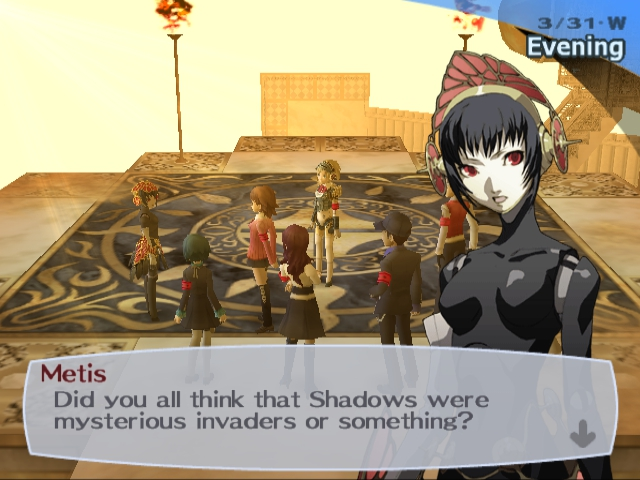 3/31・W
Evening
Metis
Did you all think that Shadows were
mysterious invaders or something?